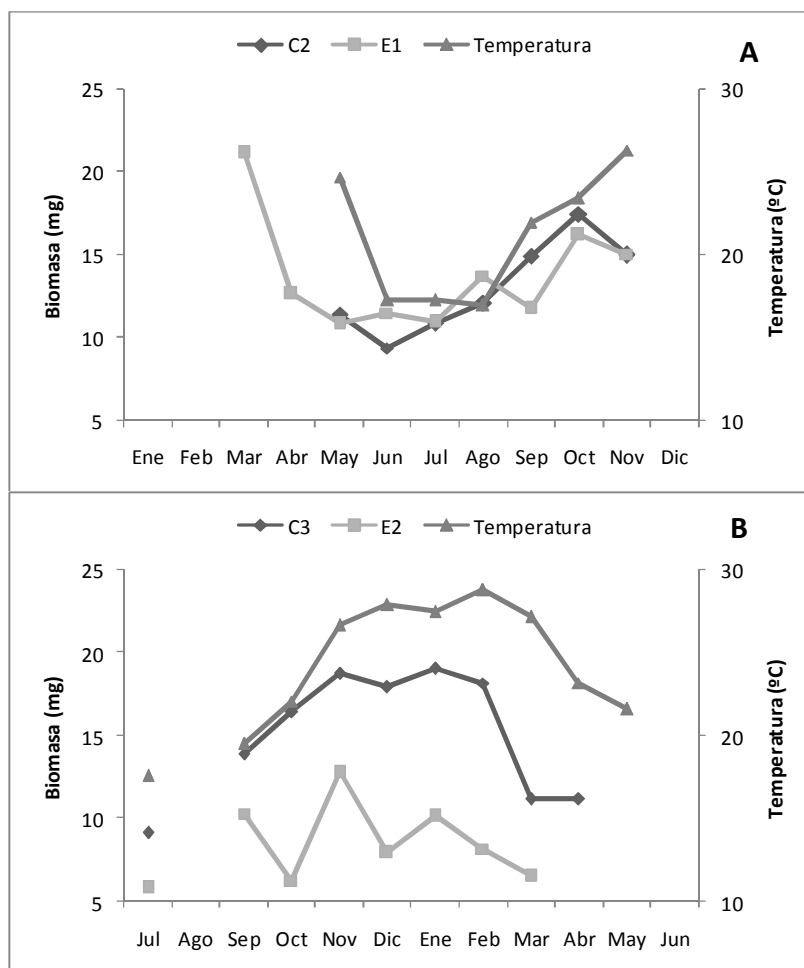 C2 E1 Temperatura
A
25 30
20
Biomasa (mg)
15 20
Temperatura (ºC)
10
5 10
Ene Feb Mar Abr May Jun Jul Ago Sep Oct Nov Dic
C3 E2 Temperatura
B
25 30
20
Biomasa (mg)
15 20
Temperatura (ºC)
10
5 10
Jul Ago Sep Oct Nov Dic Ene Feb Mar Abr May Jun